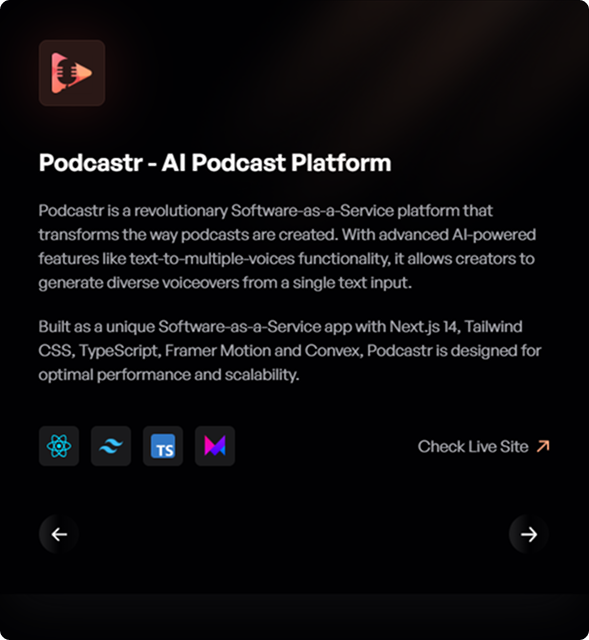 Podcastr - AI Podcast Platform
Podcastr is a revolutionary Software-as-a-Service platform that
transforms the way podcasts are created. With advanced AI-powered
features like text-to-multiple-voices functionality, it allows creators to
generate diverse voiceovers from a single text input.
Built as a unique Software-as-a-Service app with Next.js 14, Tailwind
CSS, TypeScript, Framer Motion and Convex, Podcastr is designed for
optimal performance and scalability.
TS
Check Live Site